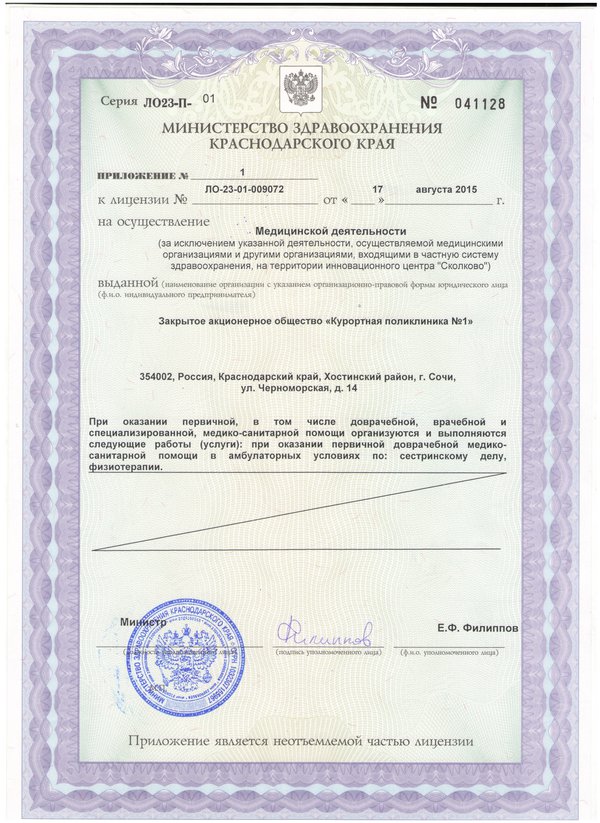 Серия ЛО23-П- 01 № 041128
МИНИСТЕРСТВО ЗДРАВООХРАНЕНИЯ
КРАСНОДАРСКОГО КРАЯ
ПРИЛОЖЕНИЕ № 1
к лицензии № ЛО-23-01-009072 от « 17 » августа 2015 г.
на осуществление
Медицинской деятельности
(за исключением указанной деятельности, осуществляемой медицинскими
организациями и другими организациями, входящими в частную систему
здравоохранения, на территории инновационного центра "Сколково")
выданной (наименование организации с указанием организационно-правовой формы юридического лица
(ф.и.о. индивидуального предпринимателя)
Закрытое акционерное общество «Курортная поликлиника №1»
354002, Россия, Краснодарский край, Хостинский район, г. Сочи,
ул. Черноморская, д. 14
При оказании первичной, в том числе доврачебной, врачебной и
специализированной, медико-санитарной помощи организуются и выполняются
следующие работы (услуги): при оказании первичной доврачебной медико-
санитарной помощи в амбулаторных условиях по: сестринскому делу,
физиотерапии.
Министр Филиппов Е.Ф. Филиппов
(должность уполномоченного лица) (подпись уполномоченного лица) (ф.и.о. уполномоченного лица)
МИНИСТЕРСТВО ЗДРАВООХРАНЕНИЯ КРАСНОДАРСКОГО КРАЯ
Приложение является неотъемлемой частью лицензии